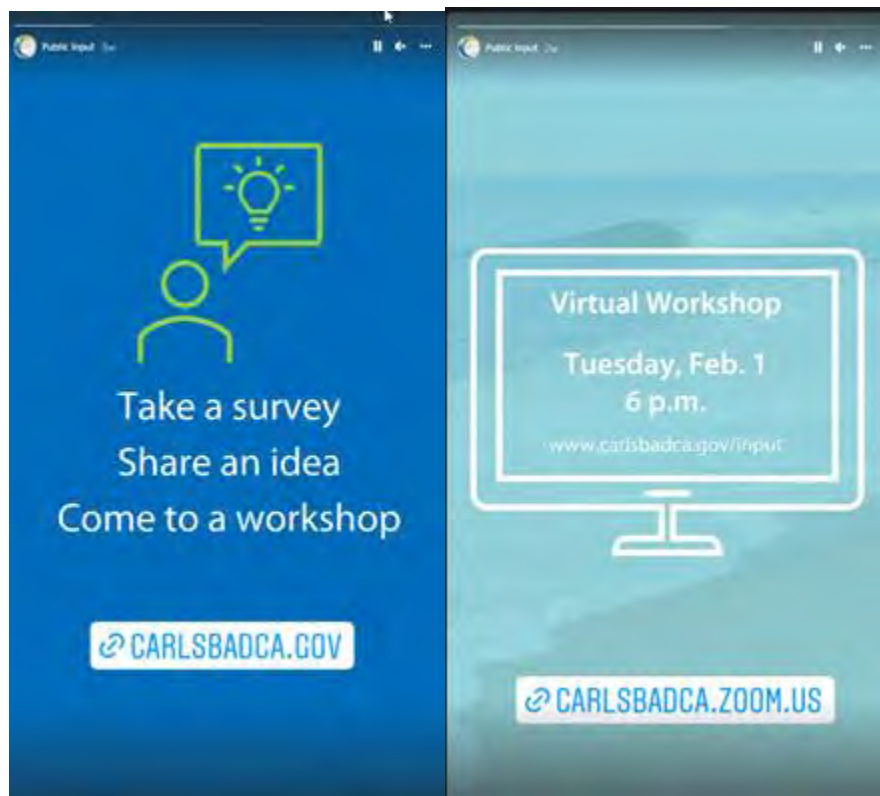 Public Input
Take a survey
Share an idea
Come to a workshop
CARLSBADCA.GOV
Public Input
Virtual Workshop
Tuesday, Feb. 1
6 p.m.
www.carlsbadca.gov/input
CARLSBADCA.ZOOM.US